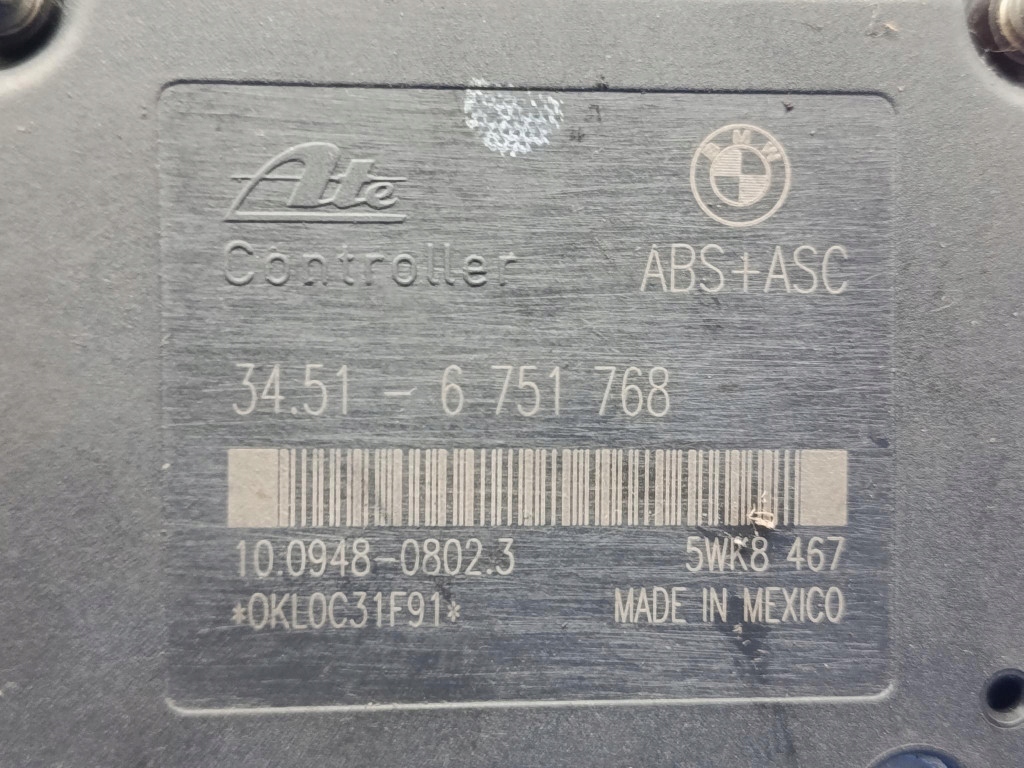 Ate BMW
Controller ABS+ASC
34.51 - 6 751 768
10.0948-0802.3 5WK8 467
*0KL0C31F91* MADE IN MEXICO